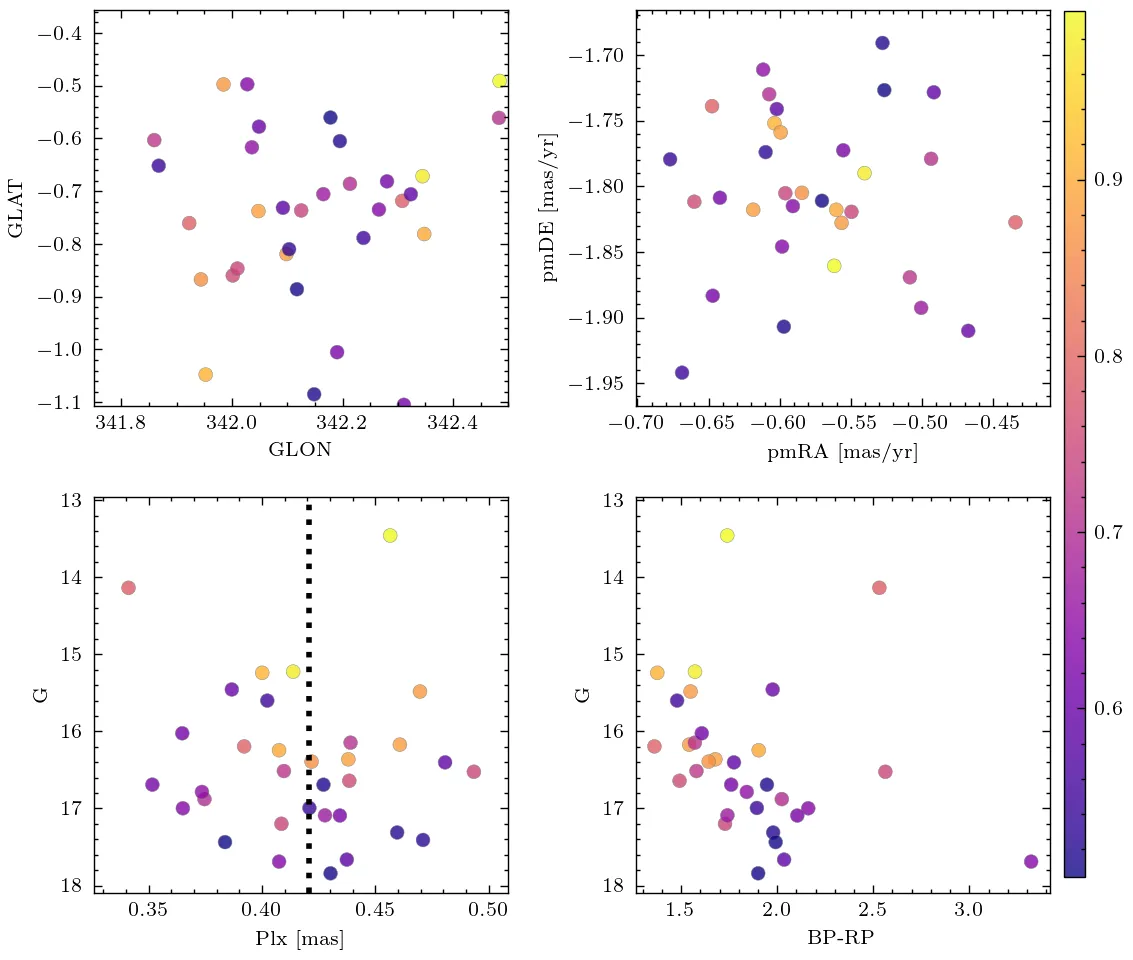 −0.4
−0.5
−0.6
−0.7
−0.8
−0.9
−1.0
−1.1
GLAT
341.8 342.0 342.2 342.4
GLON
−1.70
−1.75
−1.80
−1.85
−1.90
−1.95
pmDE [mas/yr]
−0.70 −0.65 −0.60 −0.55 −0.50 −0.45
pmRA [mas/yr]
13
14
15
16
17
18
G
0.35 0.40 0.45 0.50
Plx [mas]
13
14
15
16
17
18
G
1.5 2.0 2.5 3.0
BP-RP
0.9
0.8
0.7
0.6